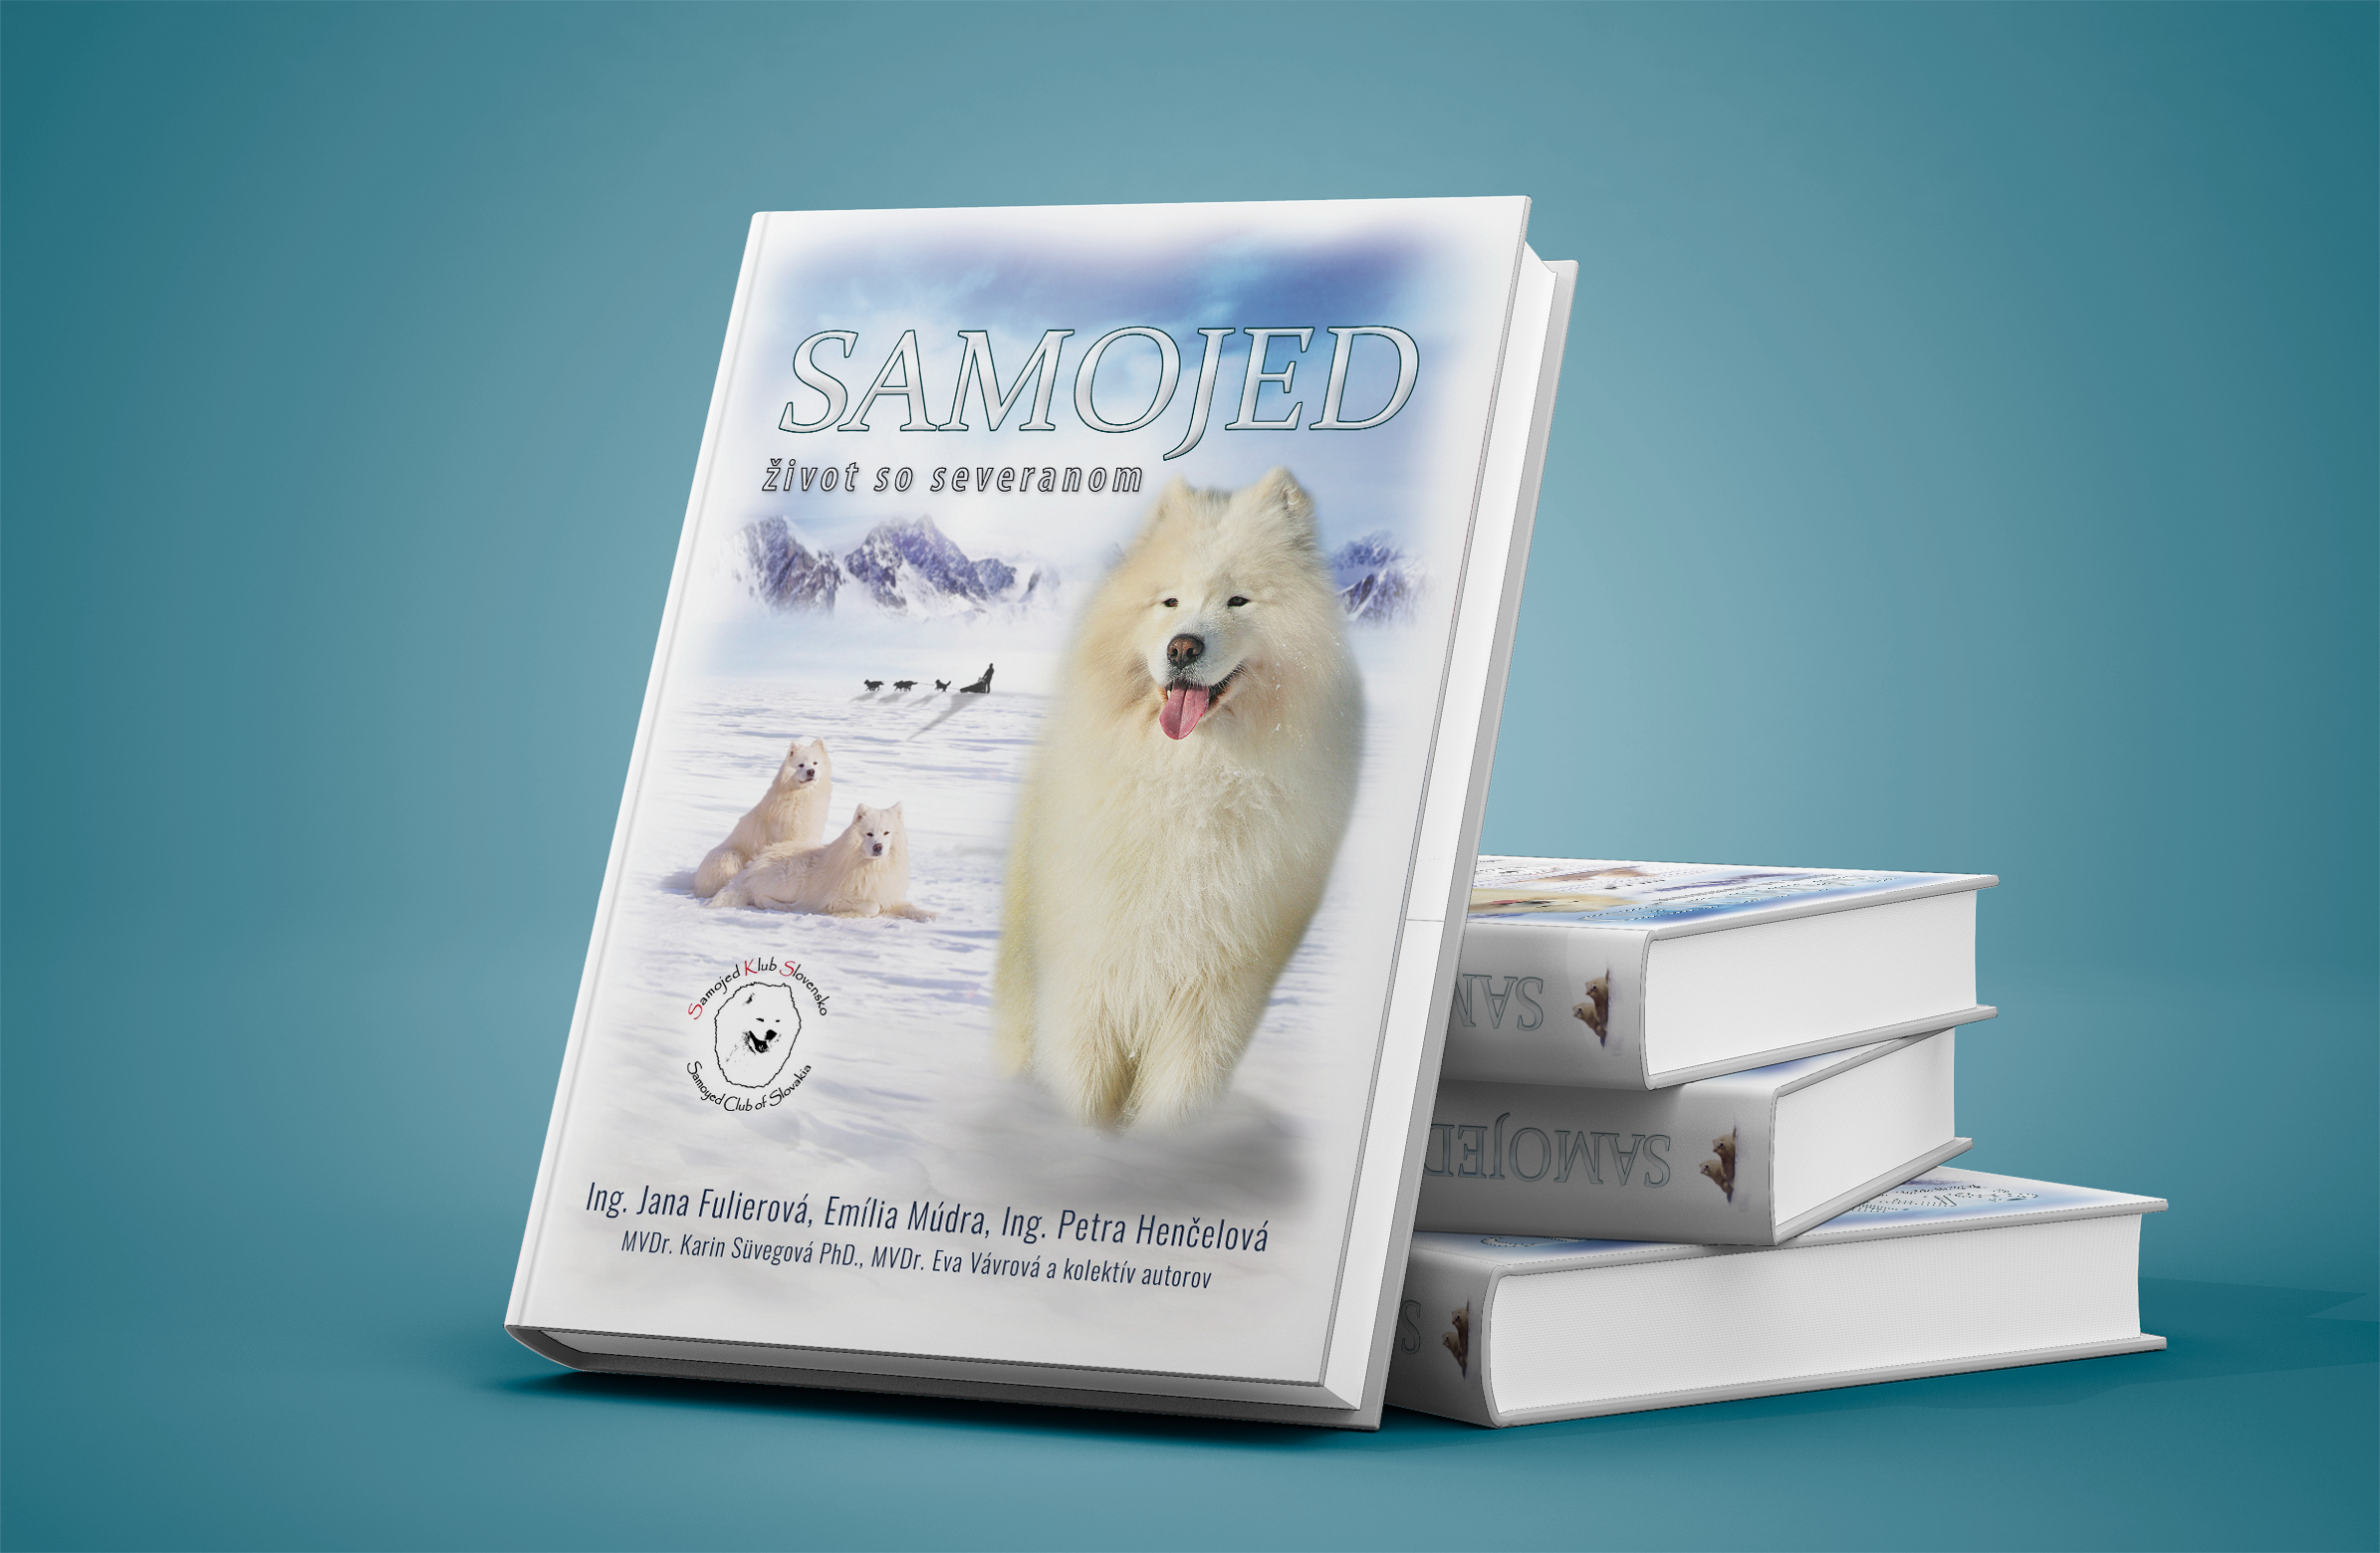 SAMOJED
život so severanom
Samojed Klub Slovensko
Samoyed Club of Slovakia
Ing. Jana Fulierová, Emília Múdra, Ing. Petra Henčelová
MVDr. Karin Süvegová PhD., MVDr. Eva Vávrová a kolektív autorov
SAM
SAMOJED
S